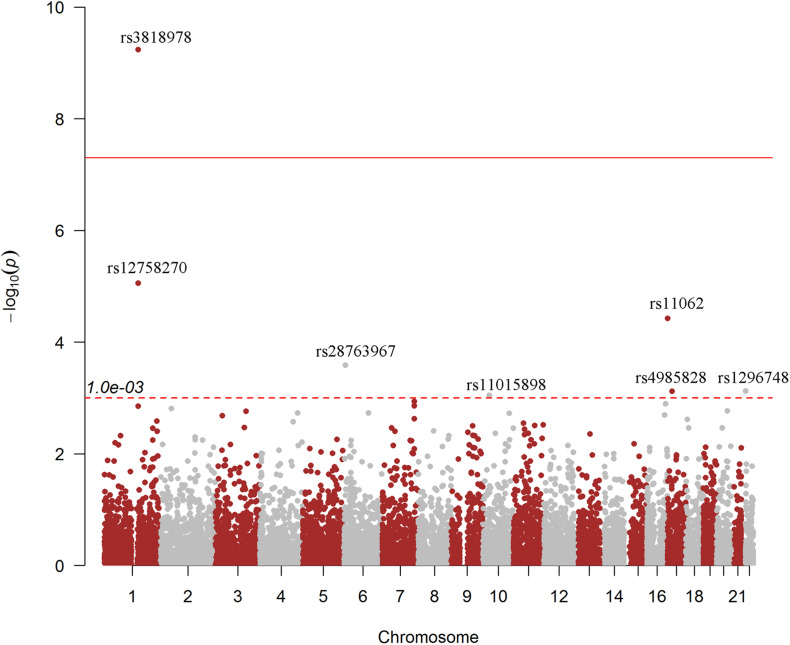 10
rs3818978
8
6
rs12758270
rs11062
4
rs28763967
1.0e-03
rs11015898
rs4985828
rs1296748
2
0
−log10(p)
1 2 3 4 5 6 7 8 9 10 11 12 14 16 18 21
Chromosome